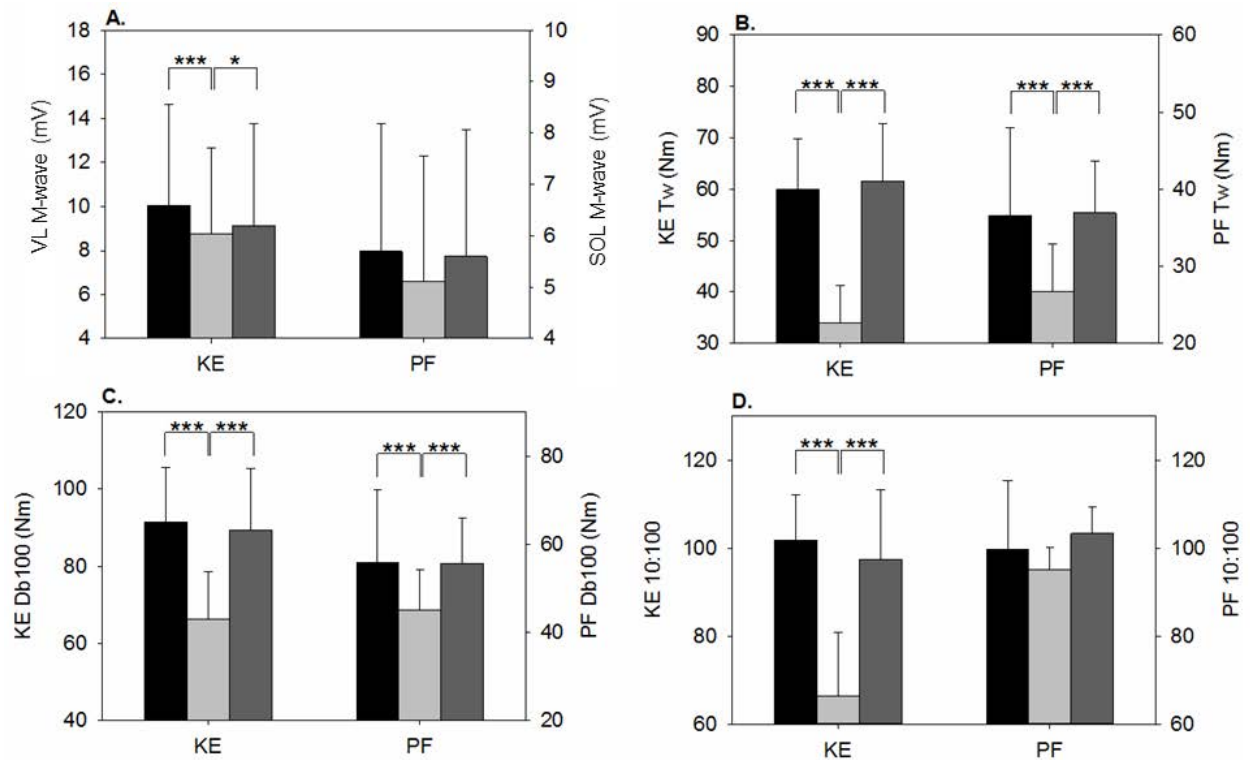 A.
18
16
14
12
10
8
6
4
VL M-wave (mV)
*** *
10
9
8
7
6
5
4
SOL M-wave (mV)
KE PF
B.
90
80
70
60
50
40
30
KE Tw (Nm)
*** *** *** ***
60
50
40
30
20
PF Tw (Nm)
KE PF
C.
120
100
80
60
40
KE Db100 (Nm)
*** *** *** ***
80
60
40
20
PF Db100 (Nm)
KE PF
D.
120
100
80
60
KE 10:100
*** ***
120
100
80
60
PF 10:100
KE PF